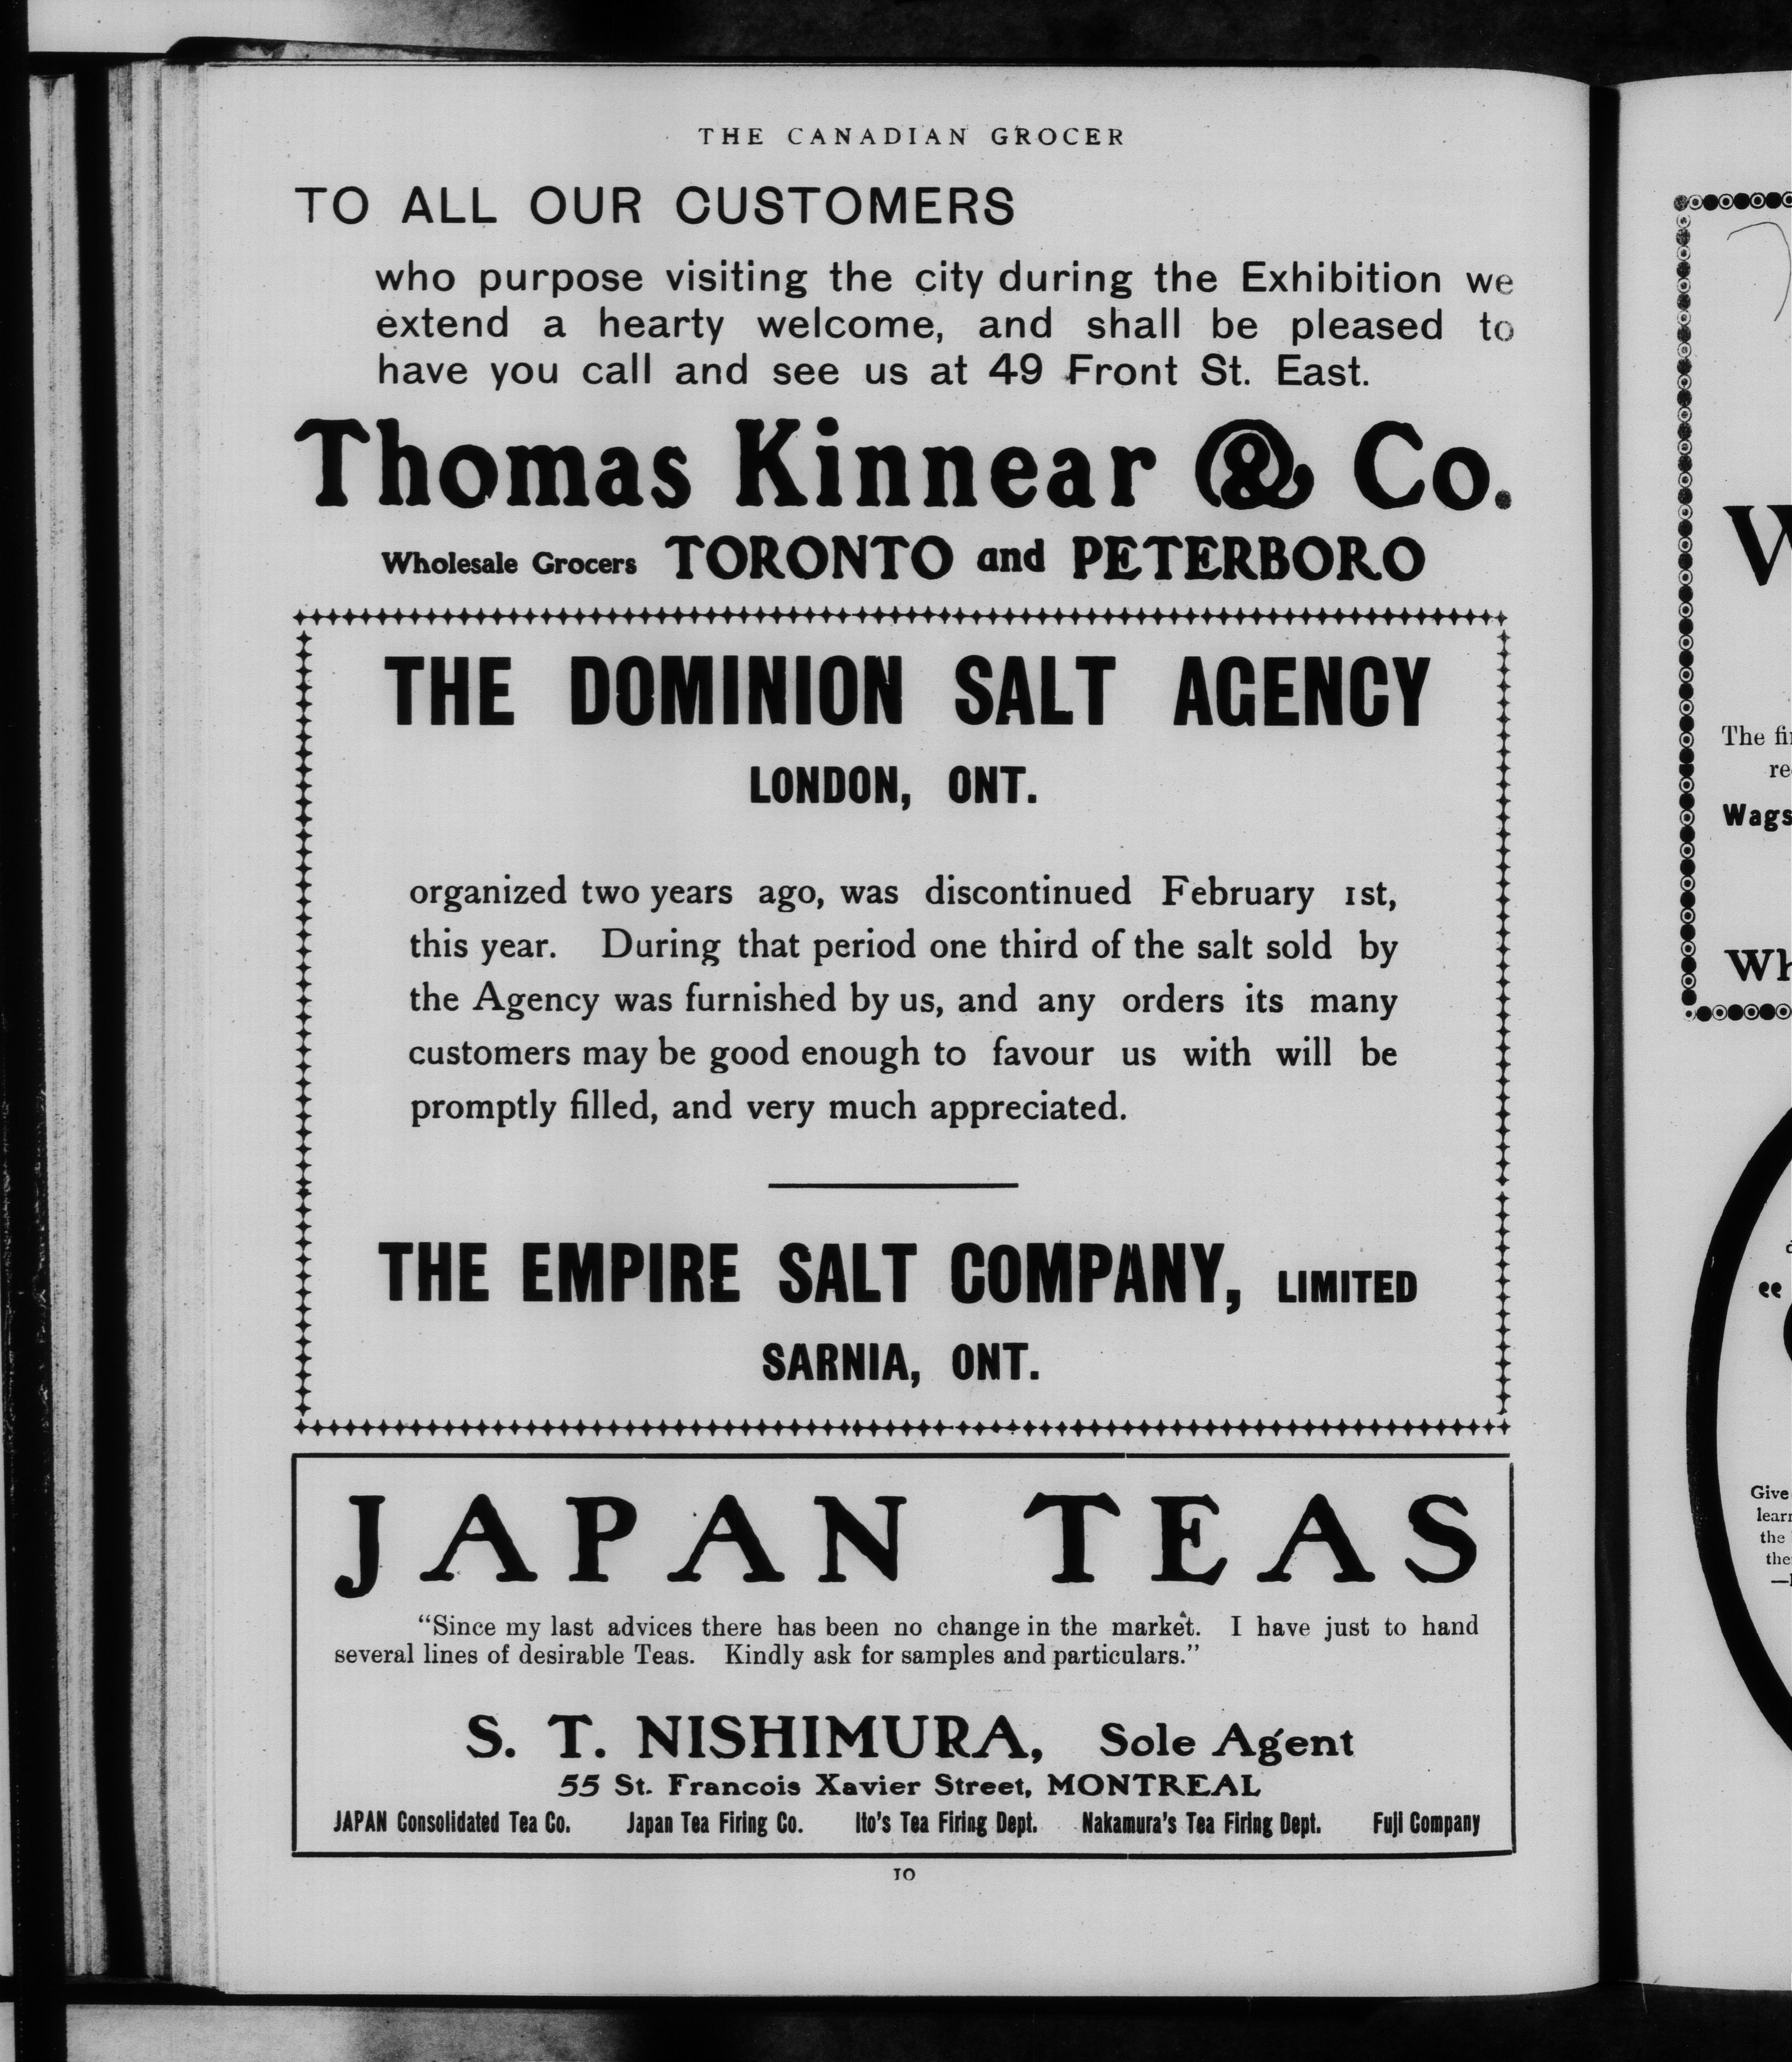 THE CANADIAN GROCER
TO ALL OUR CUSTOMERS
who purpose visiting the city during the Exhibition we
extend a hearty welcome, and shall be pleased to
have you call and see us at 49 Front St. East.
Thomas Kinnear & Co.
Wholesale Grocers TORONTO and PETERBORO
THE DOMINION SALT AGENCY
LONDON, ONT.
organized two years ago, was discontinued February 1st,
this year. During that period one third of the salt sold by
the Agency was furnished by us, and any orders its many
customers may be good enough to favour us with will be
promptly filled, and very much appreciated.
THE EMPIRE SALT COMPANY, LIMITED
SARNIA, ONT.
JAPAN TEAS
“Since my last advices there has been no change in the market. I have just to hand
several lines of desirable Teas. Kindly ask for samples and particulars.”
S. T. NISHIMURA, Sole Agent
55 St. Francois Xavier Street, MONTREAL
JAPAN Consolidated Tea Co. Japan Tea Firing Co. Ito's Tea Firing Dept. Nakamura's Tea Firing Dept. Fuji Company
10
The
Give
the